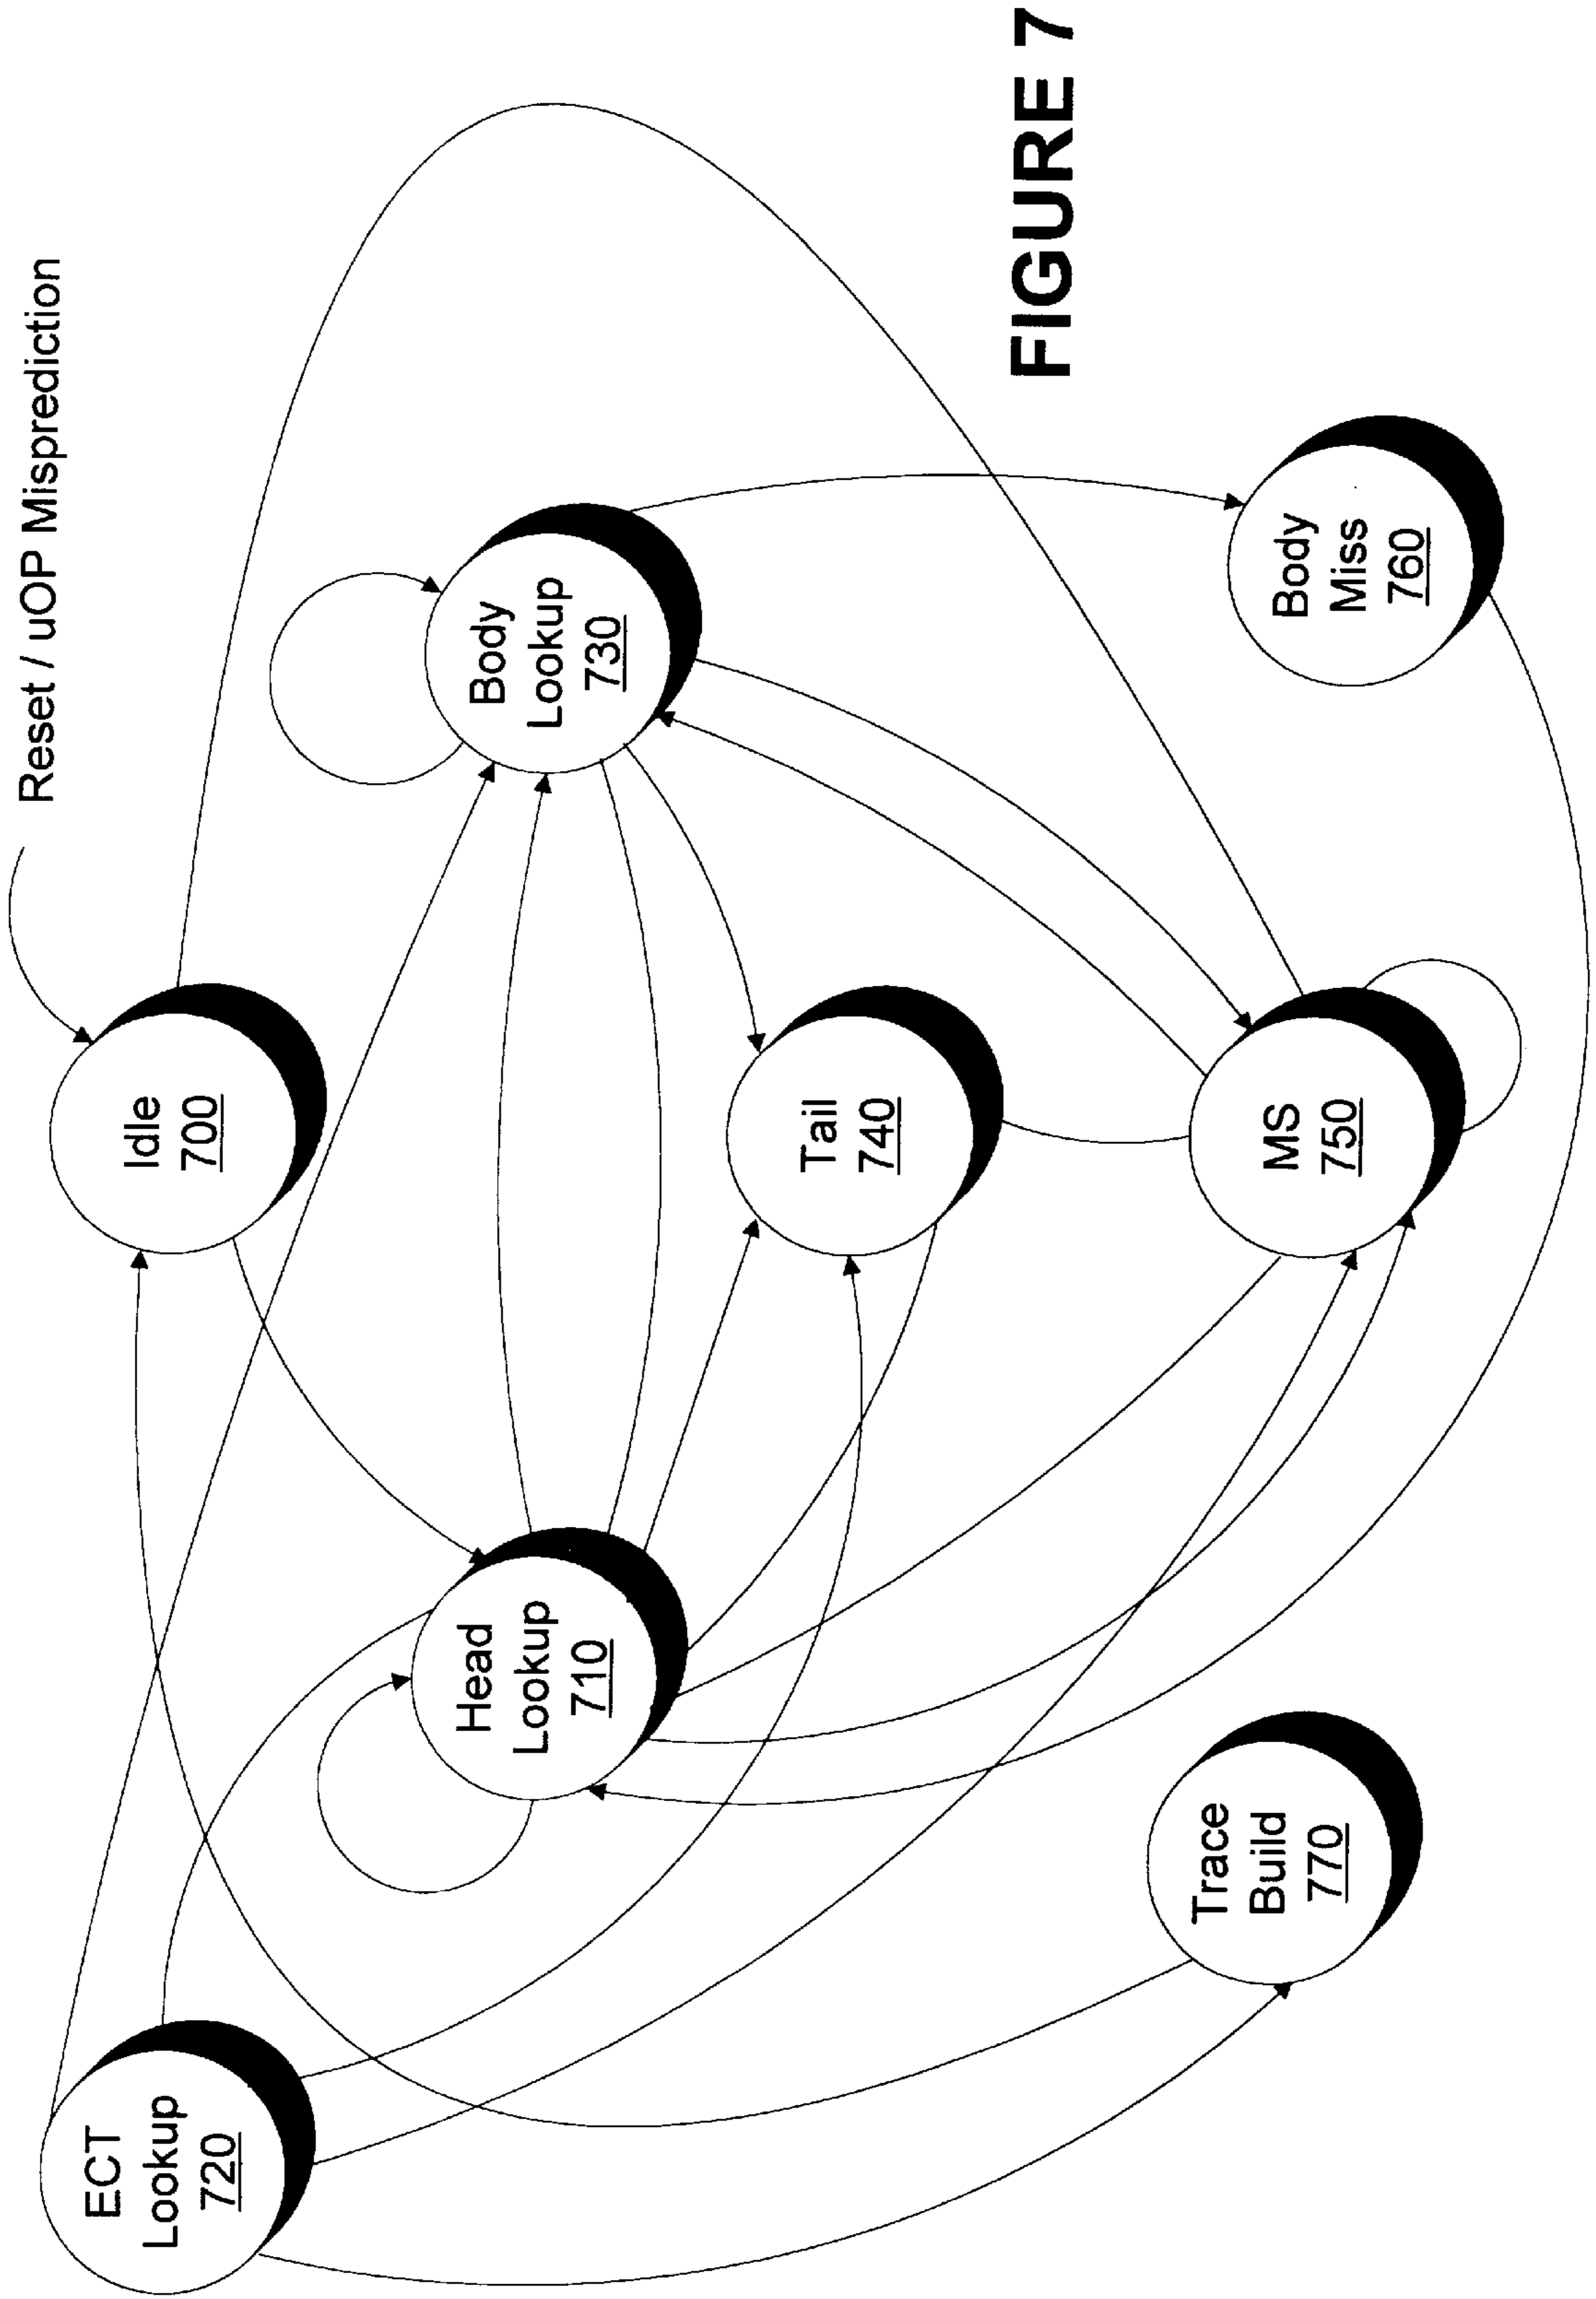 Reset / uOP Misprediction
Idle
700
ECT
Lookup
720
Head
Lookup
710
Body
Lookup
730
Tail
740
MS
750
Trace
Build
770
Body
Miss
760
FIGURE 7